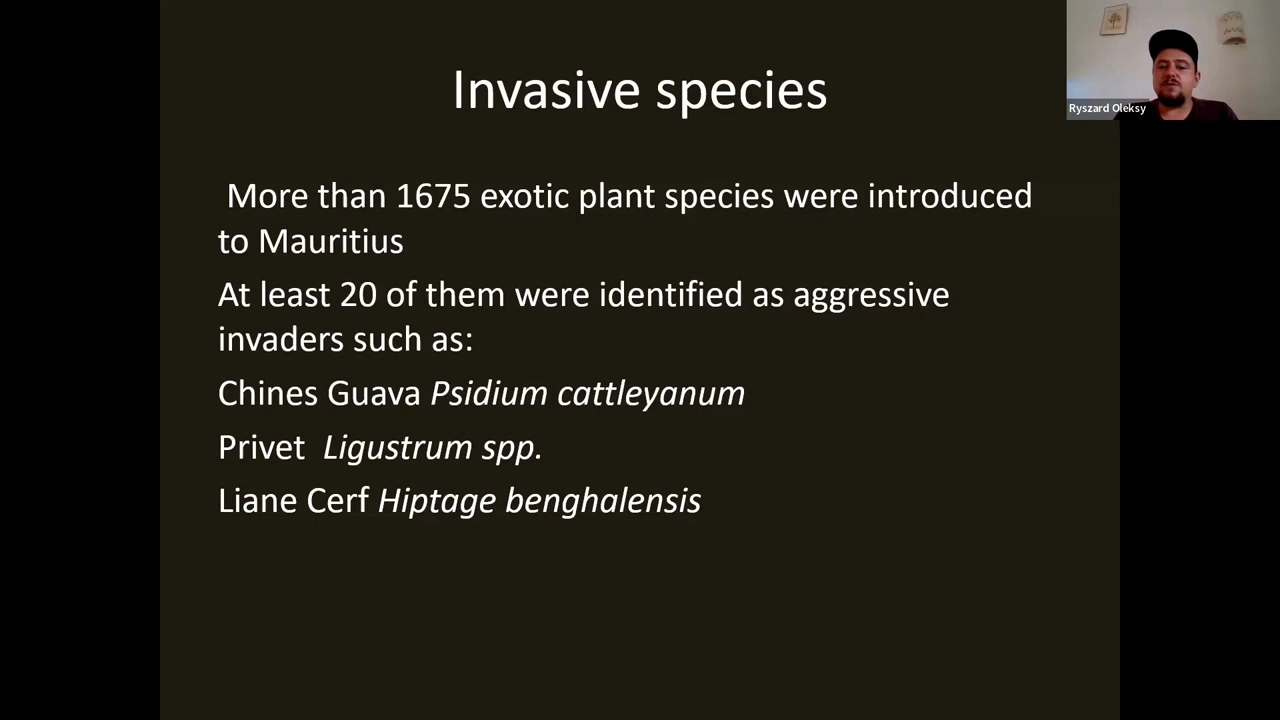 Invasive species
Ryszard Oleksy
More than 1675 exotic plant species were introduced
to Mauritius
At least 20 of them were identified as aggressive
invaders such as:
Chines Guava Psidium cattleyanum
Privet Ligustrum spp.
Liane Cerf Hiptage benghalensis